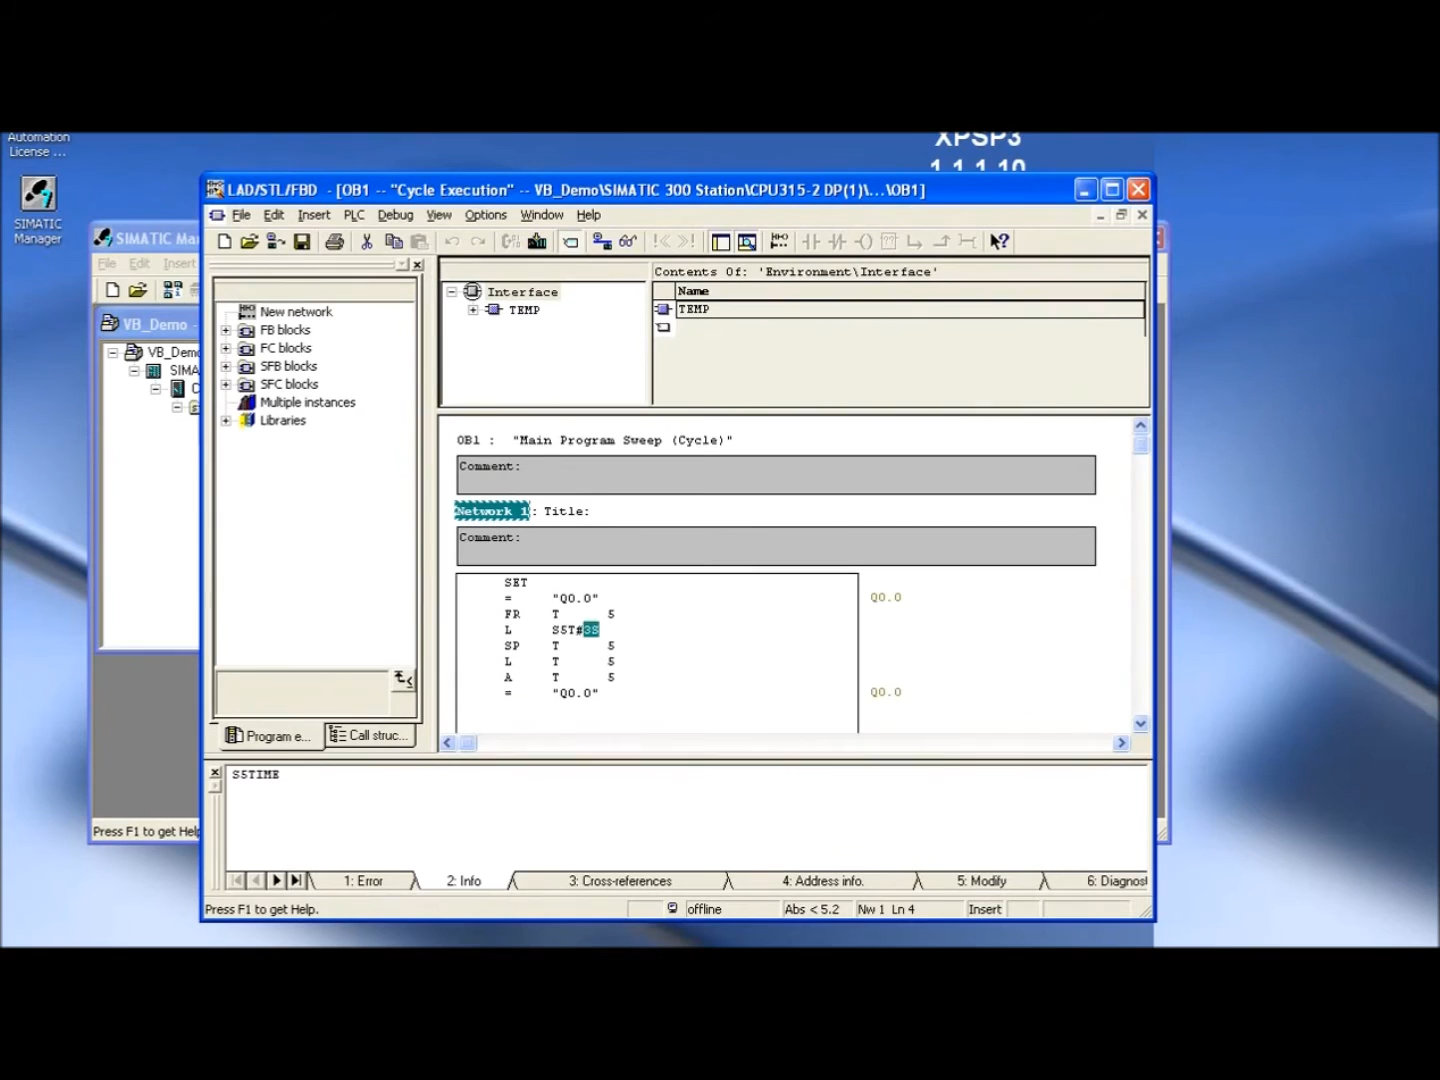 Automation
License ...
XPSP3
1.1.1.10
SIMATIC
Manager
LAD/STL/FBD - [OB1 -- "Cycle Execution" -- VB_Demo\SIMATIC 300 Station\CPU315-2 DP(1)\...\OB1]
File Edit Insert PLC Debug View Options Window Help
SIMATIC Ma
File Edit Insert
VB_Demo -
VB_Demo
SIMA
C
S
Press F1 to get Help
New network
FB blocks
FC blocks
SFB blocks
SFC blocks
Multiple instances
Libraries
Program e...
Call struc...
Interface
TEMP
Contents Of: 'Environment\Interface'
Name
TEMP
OB1 : "Main Program Sweep (Cycle)"
Comment:
Network 1: Title:
Comment:
SET
= "Q0.0" Q0.0
FR T 5
L S5T#3S
SP T 5
L T 5
A T 5
= "Q0.0" Q0.0
S5TIME
1: Error 2: Info 3: Cross-references 4: Address info. 5: Modify 6: Diagnost
Press F1 to get Help. offline Abs < 5.2 Nw 1 Ln 4 Insert